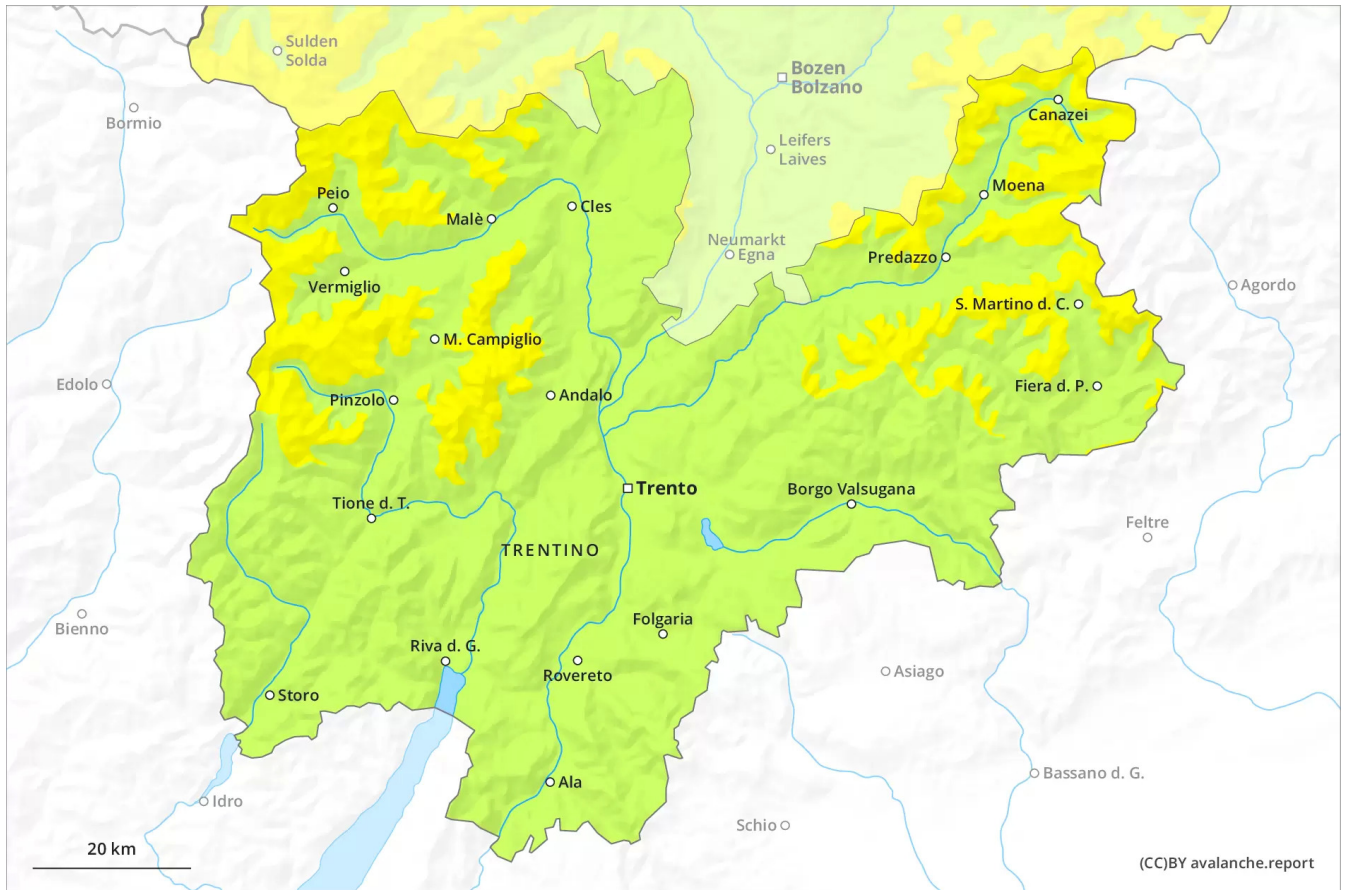 Sulden
Solda
Bozen
Bolzano
Bormio
Canazei
Leifers
Laives
Peio
Moena
Malè
Cles
Neumarkt
Egna
Predazzo
Vermiglio
Agordo
S. Martino d. C.
M. Campiglio
Edolo
Fiera d. P.
Pinzolo
Andalo
Trento
Borgo Valsugana
Tione d. T.
Feltre
TRENTINO
Bienno
Folgaria
Riva d. G.
Asiago
Rovereto
Storo
Bassano d. G.
Ala
Idro
Schio
20 km
(CC)BY avalanche.report